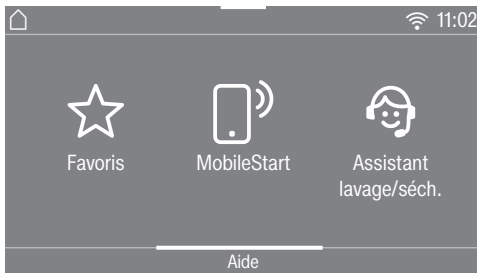 11:02
Favoris
MobileStart
Assistant
lavage/séch.
Aide